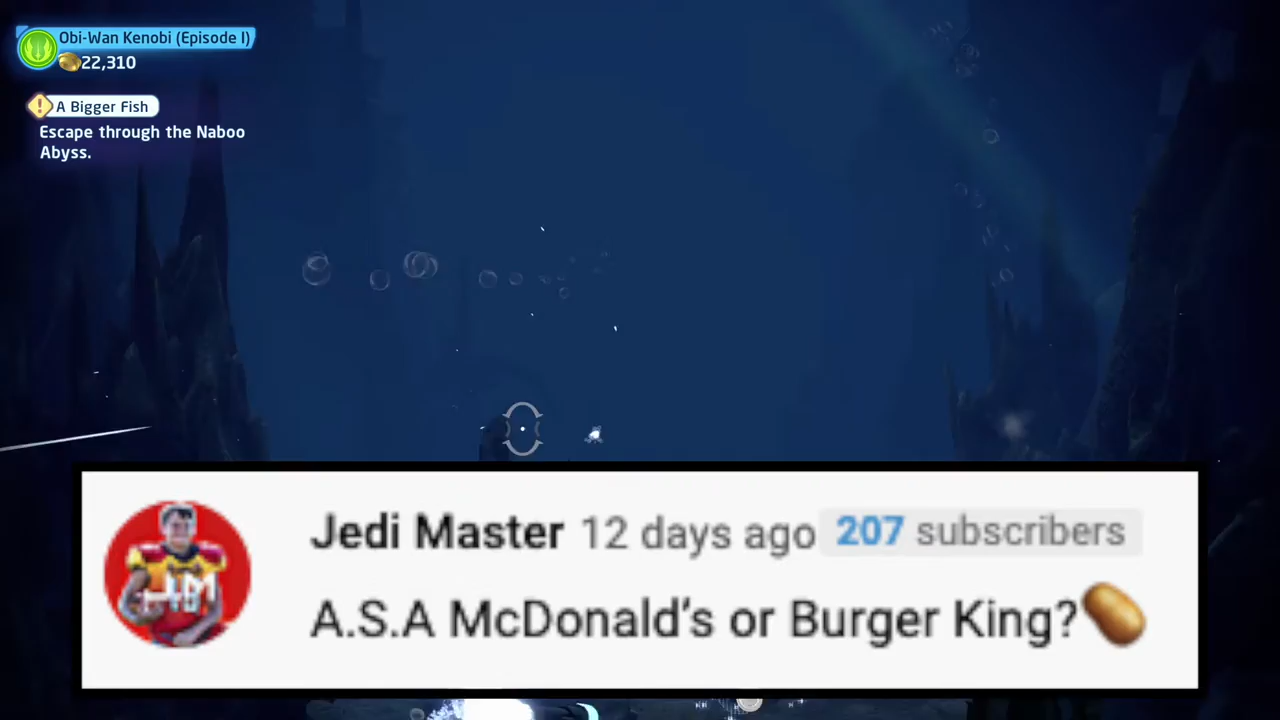 Obi-Wan Kenobi (Episode I)
22,310
A Bigger Fish
Escape through the Naboo
Abyss.
Jedi Master 12 days ago 207 subscribers
A.S.A McDonald's or Burger King?🥔